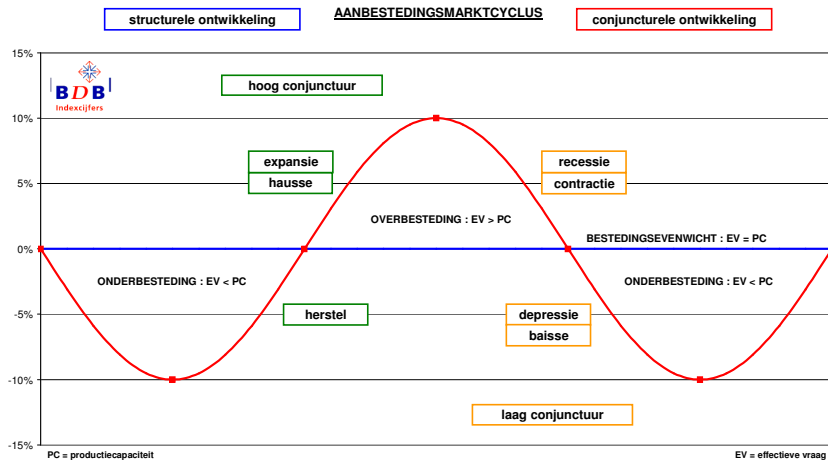 AANBESTEDINGSMARKTCYCLUS
structurele ontwikkeling
conjuncturele ontwikkeling
15%
BDB
Indexcijfers
hoog conjunctuur
10%
expansie
recessie
5%
hausse
contractie
OVERBESTEDING : EV > PC
BESTEDINGSEVENWICHT : EV = PC
0%
ONDERBESTEDING : EV < PC
ONDERBESTEDING : EV < PC
-5%
herstel
depressie
baisse
-10%
laag conjunctuur
-15%
PC = productiecapaciteit
EV = effectieve vraag